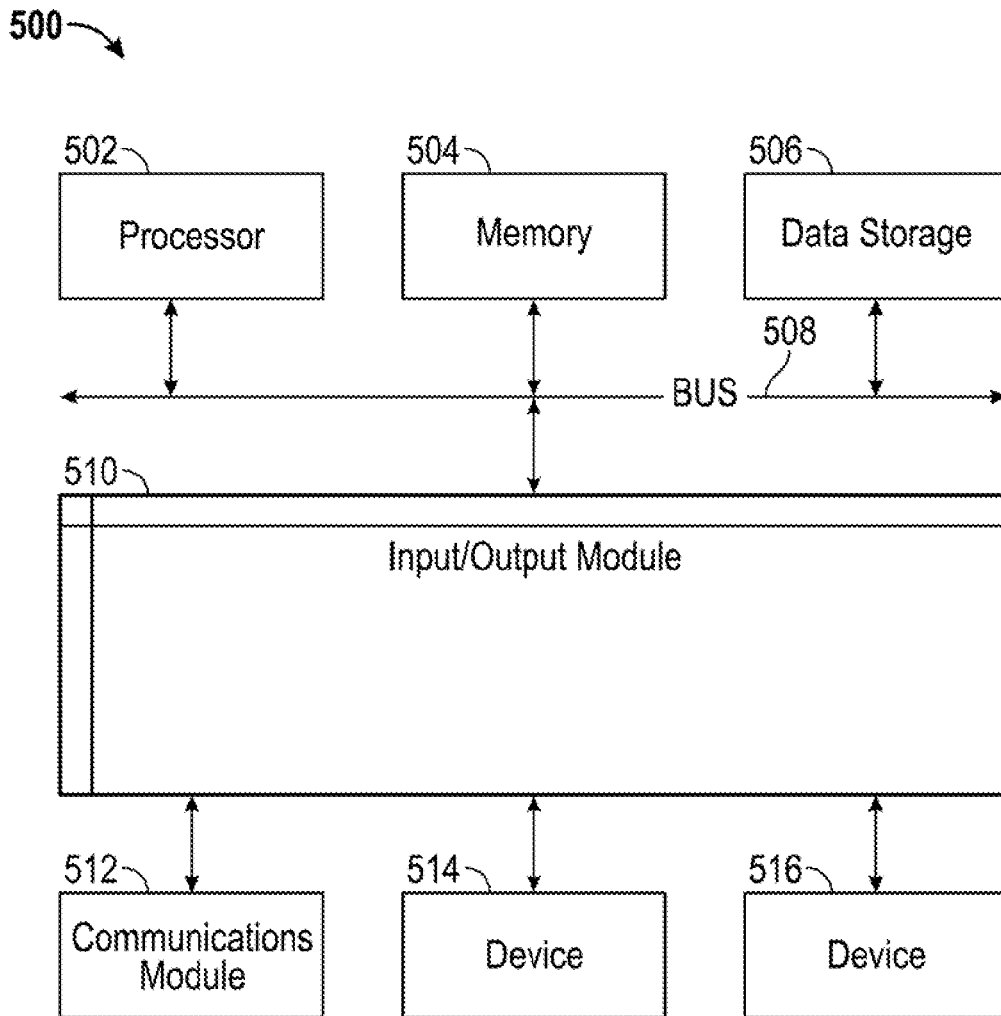 500
502
504
506
Processor
Memory
Data Storage
508
BUS
510
Input/Output Module
512
514
516
Communications
Module
Device
Device